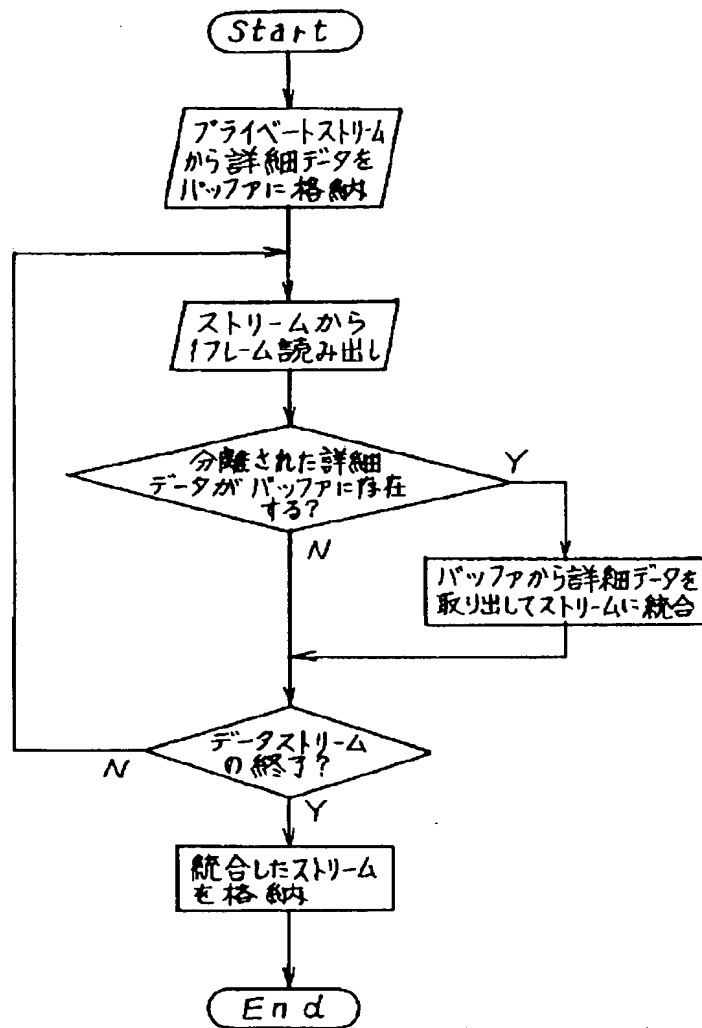 Start
プライベートストリーム
から詳細データを
バッファに格納
ストリームから
1フレーム読み出し
分離された詳細
データがバッファに存在
する?
Y
N
バッファから詳細データを
取り出してストリームに統合
データストリーム
の終了?
N
Y
統合したストリーム
を格納
End